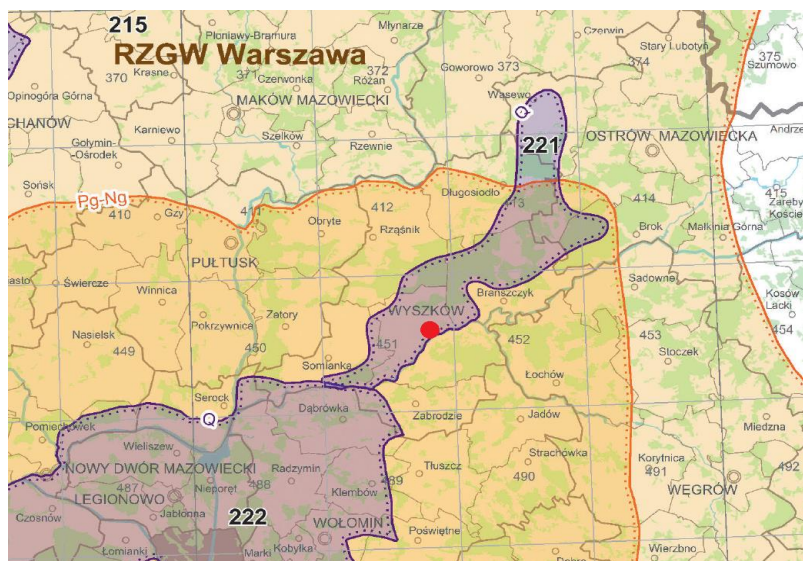 215
Płoniawy-Bramura
Młynarze
Czerwin
Stary Lubotyń
RZGW Warszawa
375
Szumowo
370
Krasne
371
Czerwonka
372
Różan
Goworowo
373
374
Opinogóra Górna
MAKÓW MAZOWIECKI
Wąsewo
CHANÓW
Karniewo
Szelków
Q
221
OSTRÓW MAZOWIECKA
Andrze
Gołymin-
-Ośrodek
Rzewnie
Sońsk
Pg-Ng
Długosiodło
410
Gzy
412
414
415
Zaręby
Kości
Obryte
Rząśnik
Brok
Małkinia Górna
PUŁTUSK
Świercze
Winnica
Zatory
WYSZKÓW
Brańszczyk
Sadowne
Kosów
Lacki
454
Nasielsk
Pokrzywnica
449
450
Somianka
451
452
453
Stoczek
Łochów
Serock
Q
Dąbrówka
Zabrodzie
Jadów
Pomiechówek
Miedzna
Wieliszew
Strachówka
NOWY DWÓR MAZOWIECKI
Radzymin
489
Tłuszcz
490
Korytnica
491
492
487
Nieporęt
488
Klembów
WĘGRÓW
LEGIONOWO
Czosnów
Jabłonna
222
WOŁOMIN
Poświętne
Łomianki
Marki
Kobyłka
Wierzbno